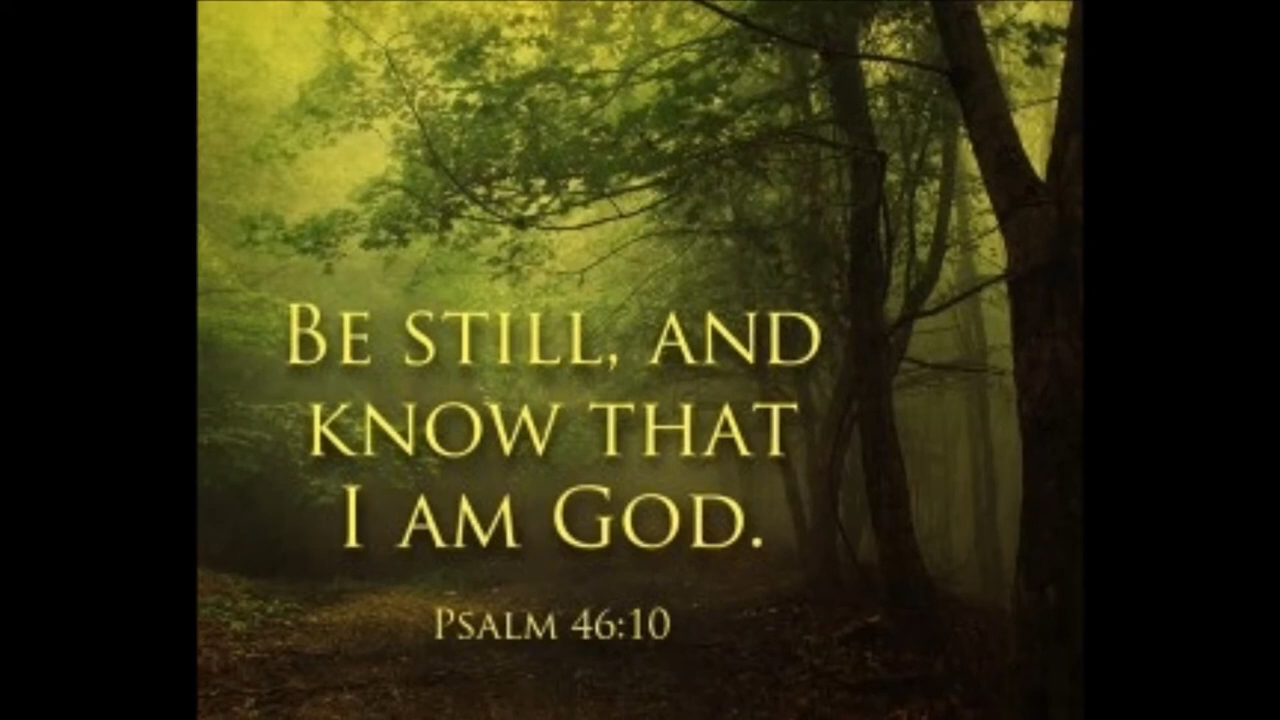 Be still, and
know that
I am God.
Psalm 46:10